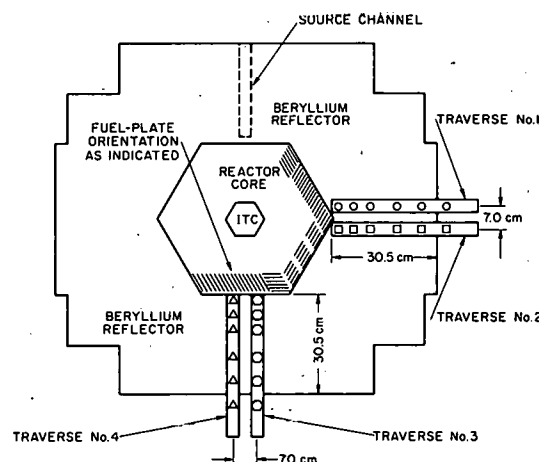 SOURCE CHANNEL
BERYLLIUM
REFLECTOR
FUEL-PLATE
ORIENTATION
AS INDICATED
TRAVERSE No.1
REACTOR
CORE
ITC
7.0 cm
30.5 cm
TRAVERSE No.2
BERYLLIUM
REFLECTOR
30.5 cm
TRAVERSE No.4
TRAVERSE No.3
7.0 cm